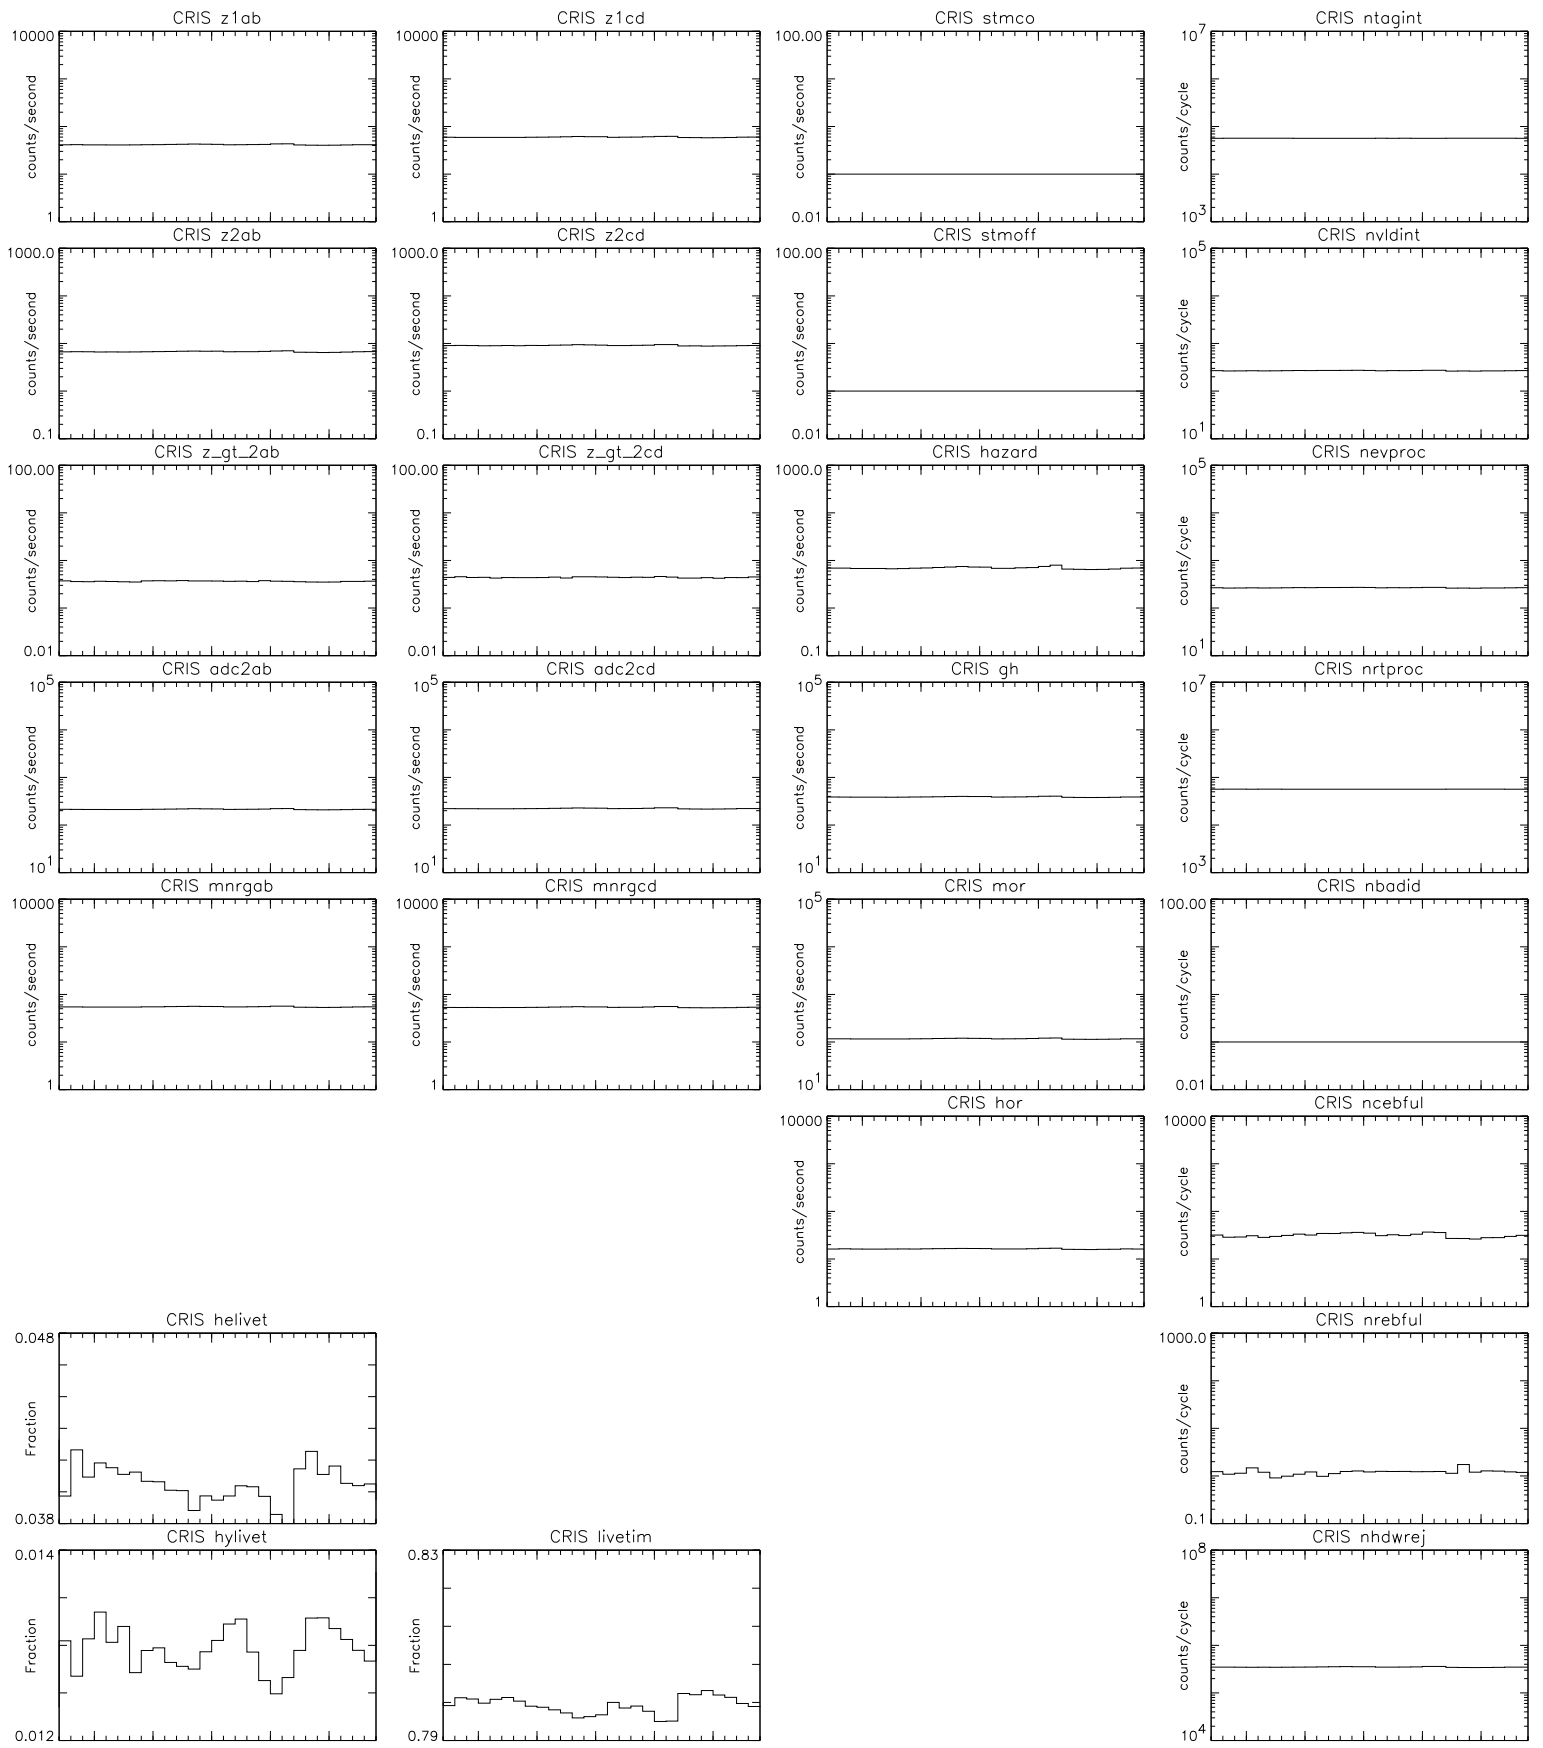 CRIS z1ab
10000
counts/second
1
CRIS z1cd
10000
counts/second
1
CRIS stmco
100.00
counts/second
0.01
CRIS ntagint
10^7
counts/cycle
10^3
CRIS z2ab
1000.0
counts/second
0.1
CRIS z2cd
1000.0
counts/second
0.1
CRIS stmoff
100.00
counts/second
0.01
CRIS nvldint
10^5
counts/cycle
10^1
CRIS z_gt_2ab
100.00
counts/second
0.01
CRIS z_gt_2cd
100.00
counts/second
0.01
CRIS hazard
1000.0
counts/second
0.1
CRIS nevproc
10^5
counts/cycle
10^1
CRIS adc2ab
10^5
counts/second
10^1
CRIS adc2cd
10^5
counts/second
10^1
CRIS gh
10^5
counts/second
10^1
CRIS nrtproc
10^7
counts/cycle
10^3
CRIS mnrgab
10000
counts/second
1
CRIS mnrgcd
10000
counts/second
1
CRIS mor
10^5
counts/second
10^1
CRIS nbadid
100.00
counts/cycle
0.01
CRIS hor
10000
counts/second
1
CRIS ncebful
10000
counts/cycle
1
CRIS helivet
0.048
Fraction
0.038
CRIS nrebful
1000.0
counts/cycle
0.1
CRIS hylivet
0.014
Fraction
0.012
CRIS livetim
0.83
Fraction
0.79
CRIS nhdwrej
10^8
counts/cycle
10^4